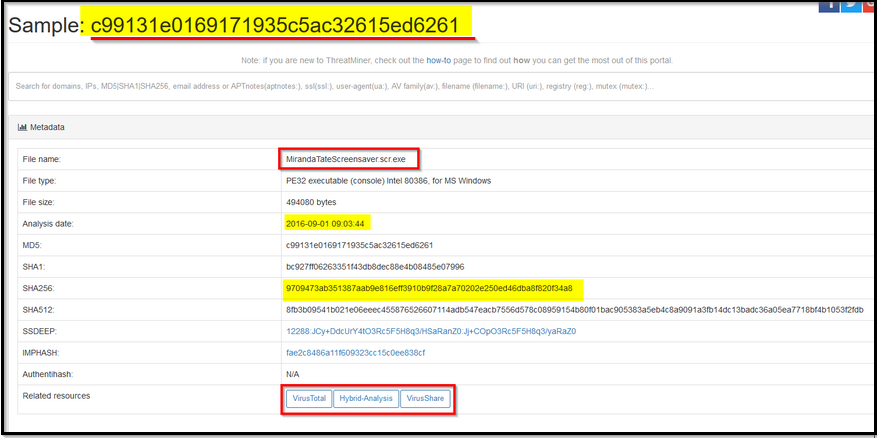 Sample: c99131e0169171935c5ac32615ed6261
Note: if you are new to ThreatMiner, check out the how-to page to find out how you can get the most out of this portal.
Search for domains, IPs, MD5|SHA1|SHA256, email address or APTnotes(aptnotes:), ssl(ssl:), user-agent(ua:), AV family(av:), filename (filename:), URI (uri:), registry (reg:), mutex (mutex:)...
Metadata
File name: MirandaTateScreensaver.scr.exe
File type: PE32 executable (console) Intel 80386, for MS Windows
File size: 494080 bytes
Analysis date: 2016-09-01 09:03:44
MD5: c99131e0169171935c5ac32615ed6261
SHA1: bc927ff06263351f43db8dec88e4b08485e07996
SHA256: 9709473ab351387aab9e816eff3910b9f28a7a70202e250ed46dba8f820f34a8
SHA512: 8fb3b09541b021e06eeec455876526607114adb547eacb7556d578c08959154b80f01bac905383a5eb4c8a9091a3fb14dc13badc36a05ea7718bf4b1053f2fdb
SSDEEP: 12288:JCy+DdcUrY4tO3Rc5F5H8q3/HSaRanZ0:Jj+COpO3Rc5F5H8q3/yaRaZ0
IMPHASH: fae2c8486a11f609323cc15c0ee838cf
Authentihash: N/A
Related resources VirusTotal Hybrid-Analysis VirusShare